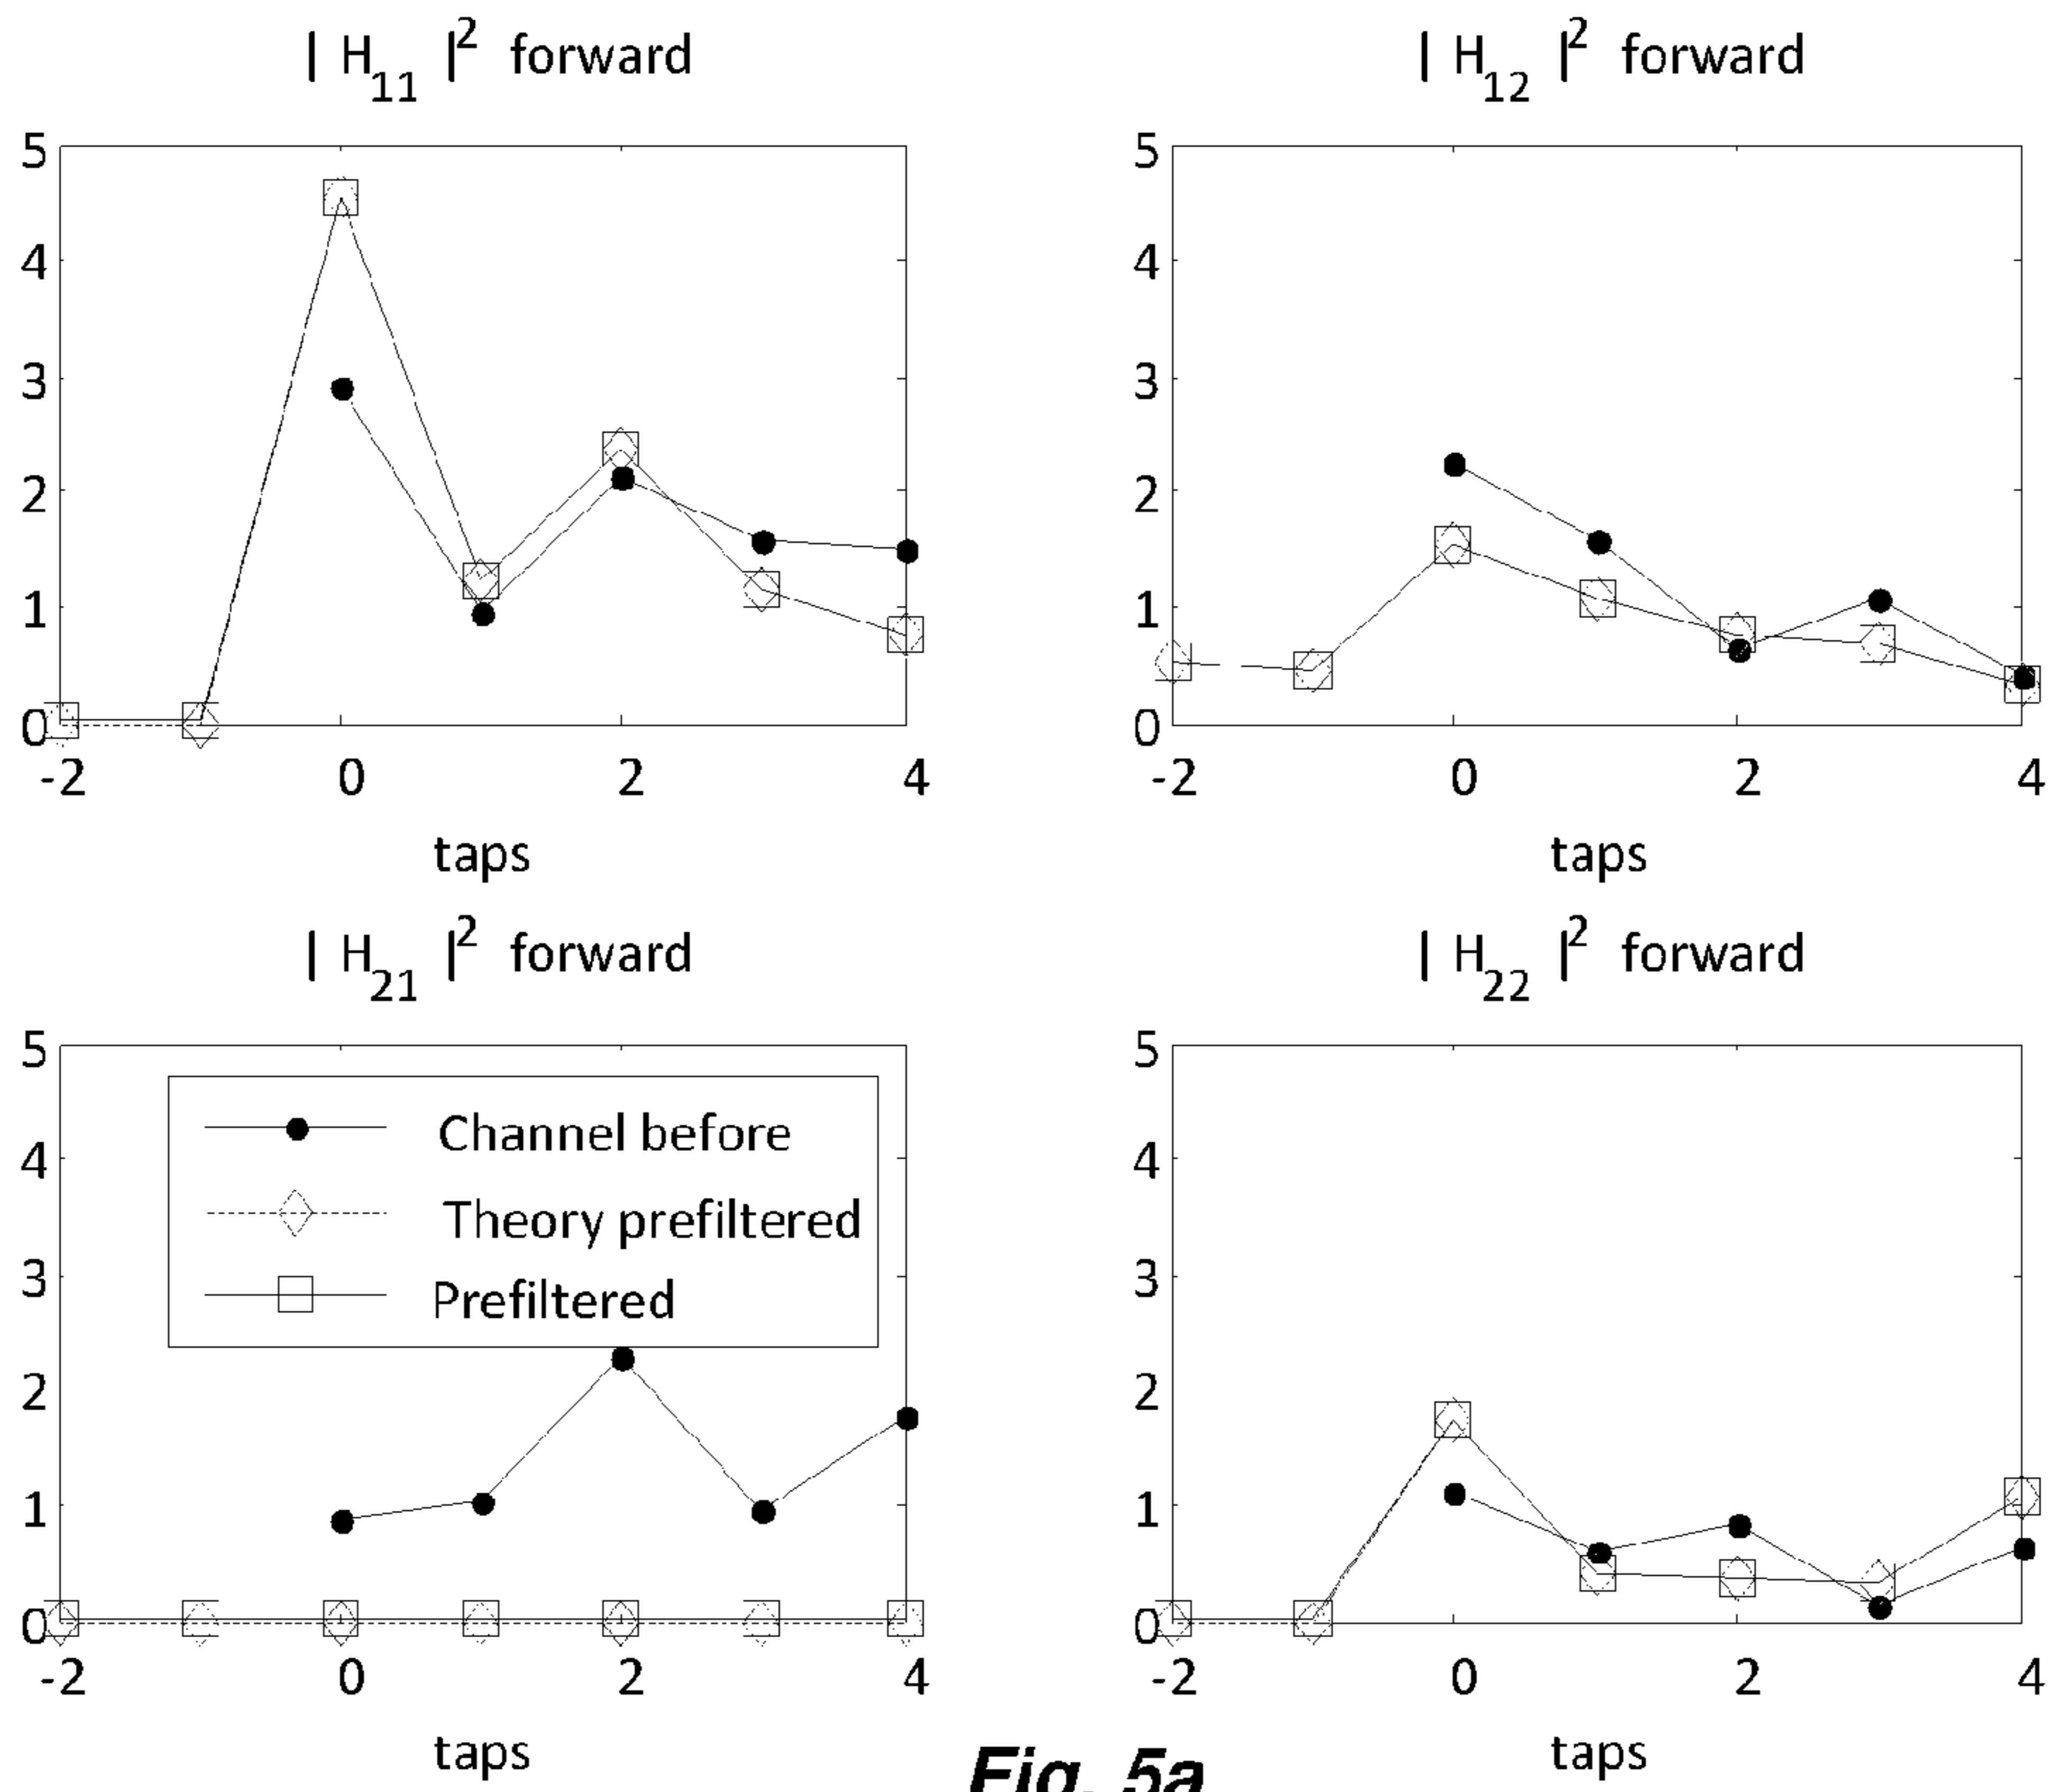 | H11 |2 forward
| H12 |2 forward
5
4
3
2
1
0
-2 0 2 4
taps
5
4
3
2
1
0
-2 0 2 4
taps
| H21 |2 forward
| H22 |2 forward
5
4
3
2
1
0
-2 0 2 4
taps
Channel before
Theory prefiltered
Prefiltered
5
4
3
2
1
0
-2 0 2 4
taps
Fig. 5a